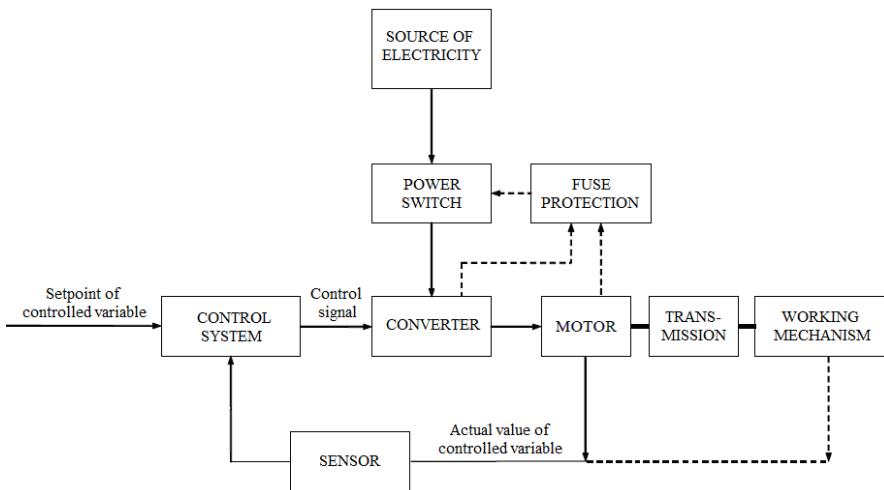 SOURCE OF
ELECTRICITY
POWER
SWITCH
FUSE
PROTECTION
Setpoint of
controlled variable
CONTROL
SYSTEM
Control
signal
CONVERTER
MOTOR
TRANS-
MISSION
WORKING
MECHANISM
Actual value of
controlled variable
SENSOR